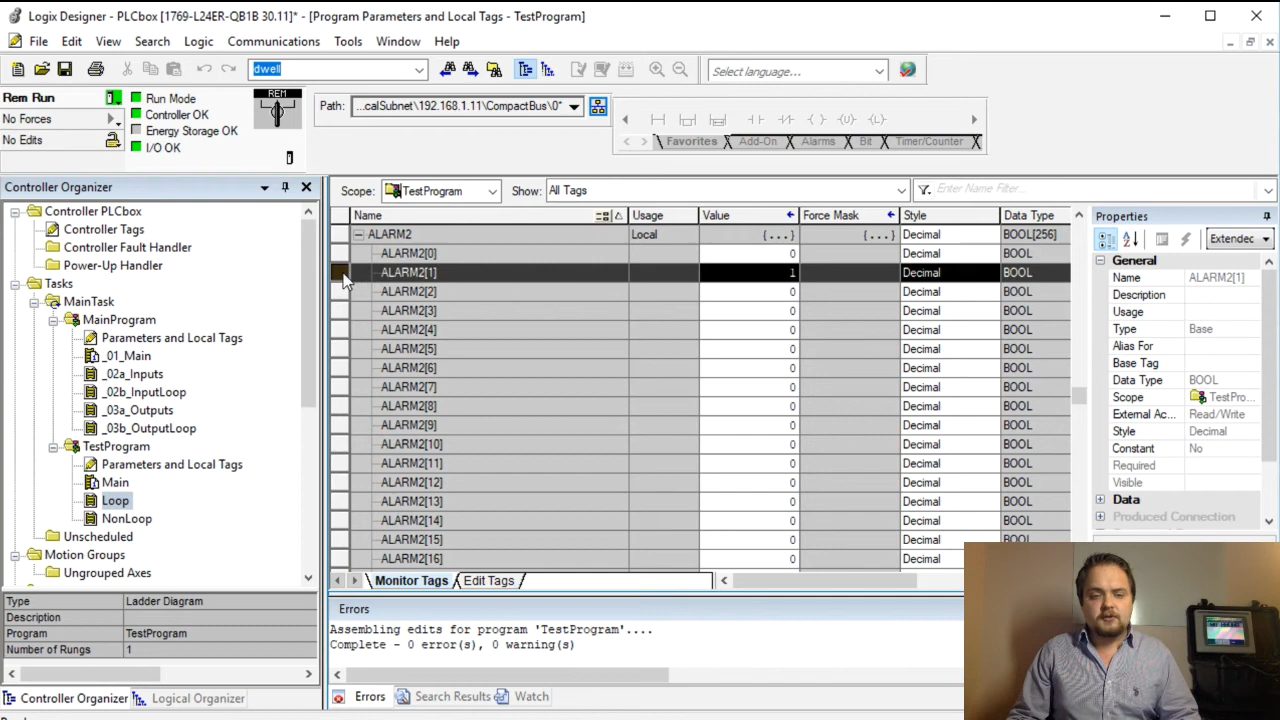 Logix Designer - PLCbox [1769-L24ER-QB1B 30.11]* - [Program Parameters and Local Tags - TestProgram]
File Edit View Search Logic Communications Tools Window Help
dwell Select language...
Rem Run Run Mode REM
No Forces Controller OK
No Edits Energy Storage OK
I/O OK
Path: ...calSubnet\192.168.1.11\CompactBus\0*
Favorites Add-On Alarms Bit Timer/Counter
Controller Organizer
Controller PLCbox
Controller Tags
Controller Fault Handler
Power-Up Handler
Tasks
MainTask
MainProgram
Parameters and Local Tags
_01_Main
_02a_Inputs
_02b_InputLoop
_03a_Outputs
_03b_OutputLoop
TestProgram
Parameters and Local Tags
Main
Loop
NonLoop
Unscheduled
Motion Groups
Ungrouped Axes
Type Ladder Diagram
Description
Program TestProgram
Number of Rungs 1
Controller Organizer Logical Organizer
Scope: TestProgram Show: All Tags Enter Name Filter...
Name Usage Value Force Mask Style Data Type
ALARM2 Local {...} {...} Decimal BOOL[256]
ALARM2[0] 0 Decimal BOOL
ALARM2[1] 1 Decimal BOOL
ALARM2[2] 0 Decimal BOOL
ALARM2[3] 0 Decimal BOOL
ALARM2[4] 0 Decimal BOOL
ALARM2[5] 0 Decimal BOOL
ALARM2[6] 0 Decimal BOOL
ALARM2[7] 0 Decimal BOOL
ALARM2[8] 0 Decimal BOOL
ALARM2[9] 0 Decimal BOOL
ALARM2[10] 0 Decimal BOOL
ALARM2[11] 0 Decimal BOOL
ALARM2[12] 0 Decimal BOOL
ALARM2[13] 0 Decimal BOOL
ALARM2[14] 0 Decimal BOOL
ALARM2[15] 0 Decimal BOOL
ALARM2[16] 0 Decimal BOOL
Monitor Tags Edit Tags
Properties
Extended
General
Name ALARM2[1]
Description
Usage
Type Base
Alias For
Base Tag
Data Type BOOL
Scope TestPro...
External Ac... Read/Write
Style Decimal
Constant No
Required
Visible
Data
Produced Connection
Errors
Assembling edits for program 'TestProgram'....
Complete - 0 error(s), 0 warning(s)
Errors Search Results Watch